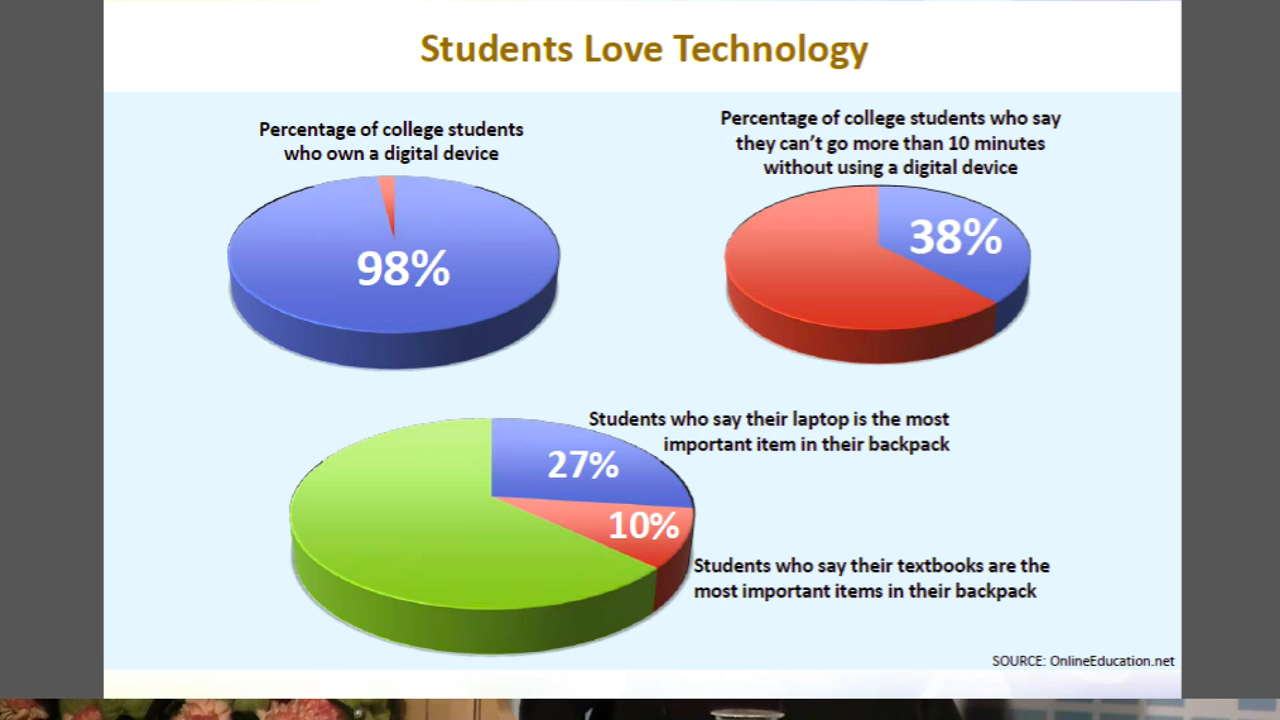 Students Love Technology
Percentage of college students
who own a digital device
98%
Percentage of college students who say
they can't go more than 10 minutes
without using a digital device
38%
Students who say their laptop is the most
important item in their backpack
27%
10%
Students who say their textbooks are the
most important items in their backpack
SOURCE: OnlineEducation.net